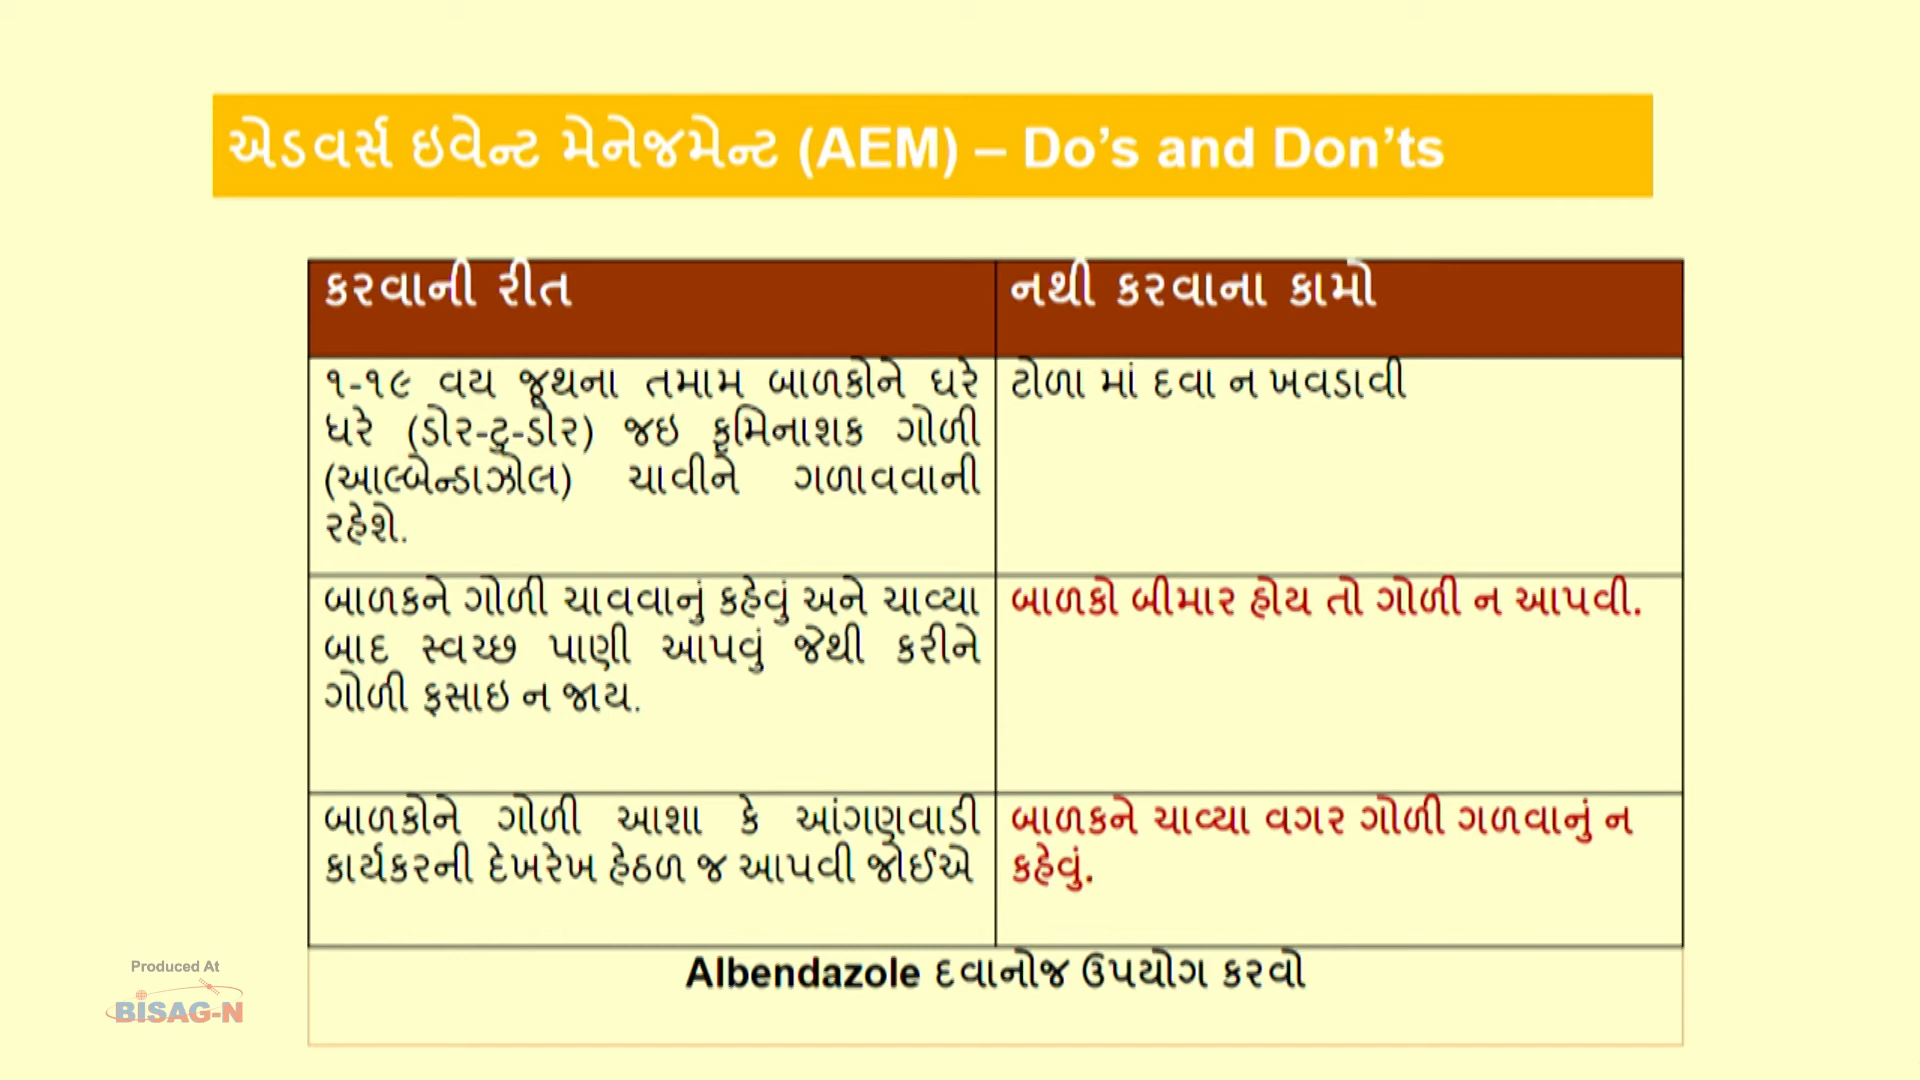 એડવર્સ ઇવેન્ટ મેનેજમેન્ટ (AEM) – Do’s and Don’ts
કરવાની રીત
નથી કરવાના કામો
૧-૧૯ વય જૂથના તમામ બાળકોને ઘરે
ઘરે (ડોર-ટુ-ડોર) જઇ કૃમિનાશક ગોળી
(આલ્બેન્ડાઝોલ) ચાવીને ગળાવવાની
રહેશે.
ટોળા માં દવા ન ખવડાવી
બાળકને ગોળી ચાવવાનું કહેવું અને ચાવ્યા
બાદ સ્વચ્છ પાણી આપવું જેથી કરીને
ગોળી ફસાઇ ન જાય.
બાળકો બીમાર હોય તો ગોળી ન આપવી.
બાળકોને ગોળી આશા કે આંગણવાડી
કાર્યકરની દેખરેખ હેઠળ જ આપવી જોઈએ
બાળકને ચાવ્યા વગર ગોળી ગળવાનું ન
કહેવું.
Albendazole દવાનોજ ઉપયોગ કરવો
Produced At
BISAG-N